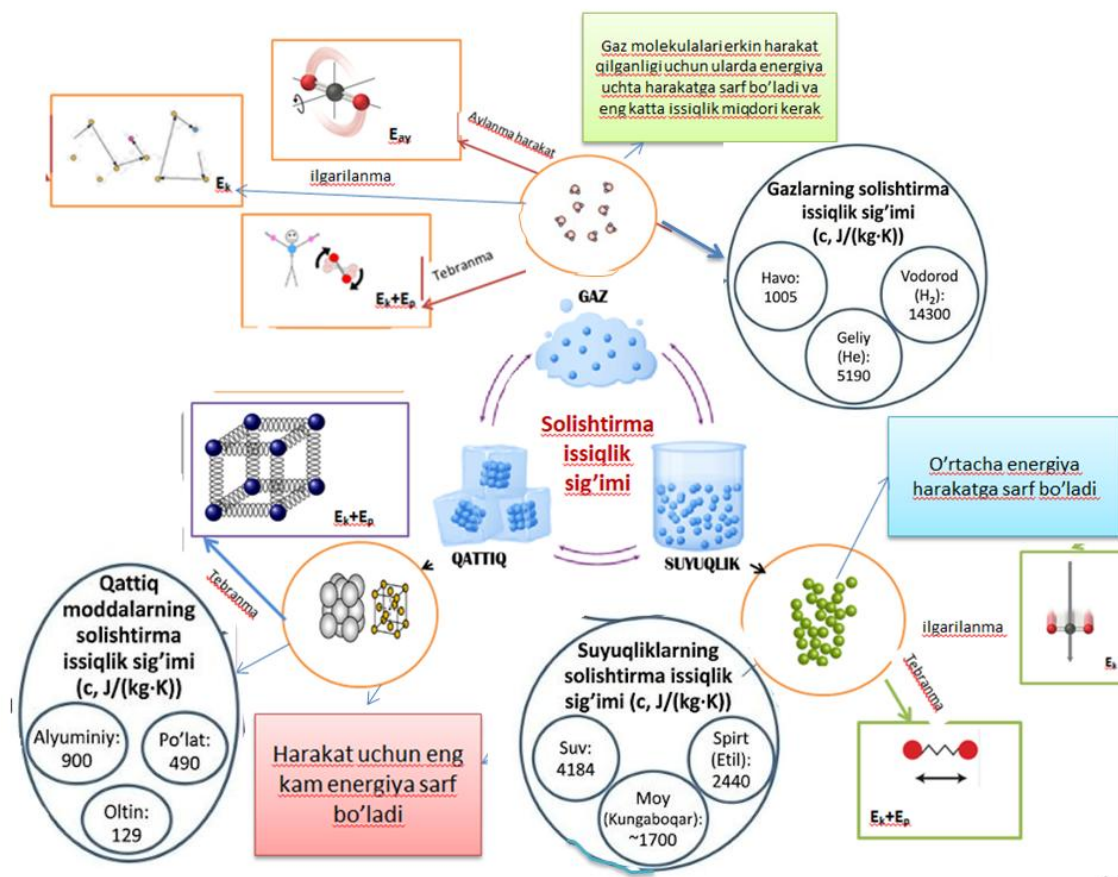 Gaz molekulalari erkin harakat
qilganligi uchun ularda energiya
uchta harakatga sarf bo'ladi va
eng katta issiqlik miqdori kerak
Eay
Aylanma harakat
Ek
ilgarilanma
Ek+Ep
Tebranma
GAZ
Gazlarning solishtirma
issiqlik sig'imi
(c, J/(kg·K))
Havo:
1005
Vodorod
(H₂):
14300
Geliy
(He):
5190
Solishtirma
issiqlik
sig'imi
QATTIQ
SUYUQLIK
O'rtacha energiya
harakatga sarf bo'ladi
Ek+Ep
Tebranma
Qattiq
moddalarning
solishtirma
issiqlik sig'imi
(c, J/(kg·K))
Alyuminiy:
900
Po'lat:
490
Oltin:
129
Harakat uchun eng
kam energiya sarf
bo'ladi
Suyuqliklarning
solishtirma issiqlik
sig'imi (c, J/(kg·K))
Suv:
4184
Spirt
(Etil):
2440
Moy
(Kungaboqar):
~1700
ilgarilanma
Ek
Tebranma
Ek+Ep